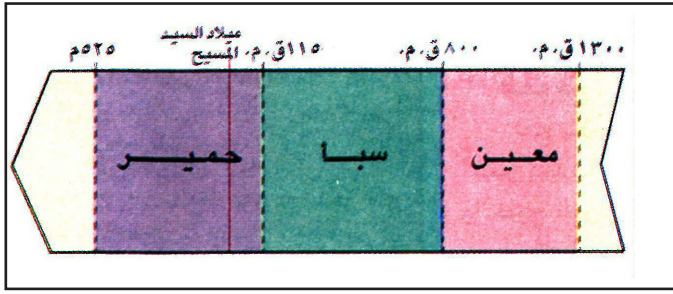 ميلاد السيد
١٣٠٠ق.م. ٨٠٠ق.م. ١١٥ق.م. المسيح ٥٢٥م
معين سبأ حمير